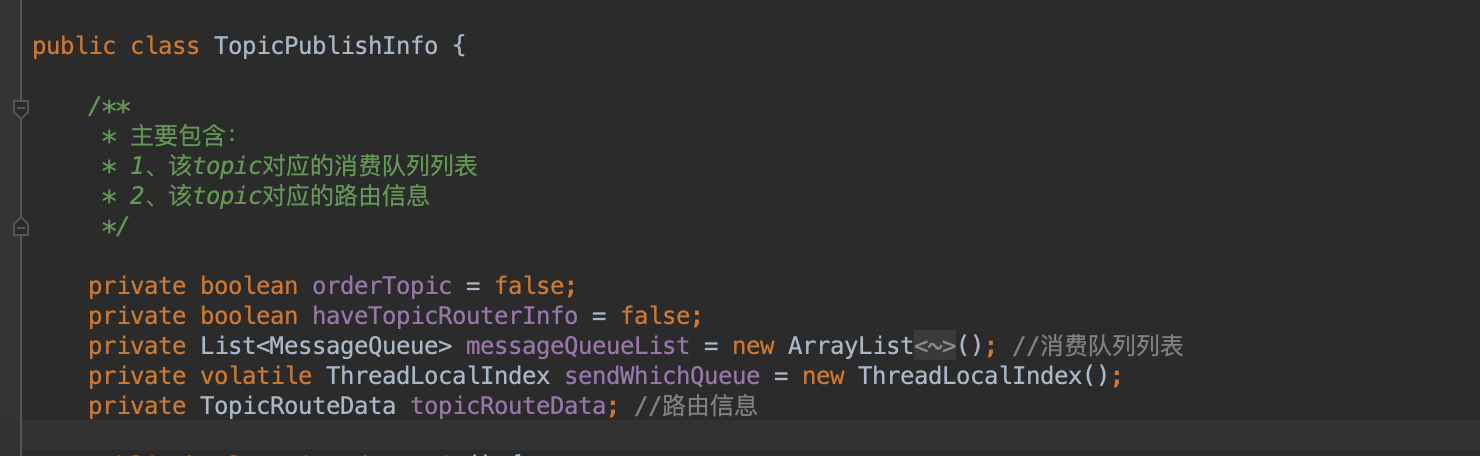 public class TopicPublishInfo {
/**
* 主要包含：
* 1、该topic对应的消费队列列表
* 2、该topic对应的路由信息
*/
private boolean orderTopic = false;
private boolean haveTopicRouterInfo = false;
private List<MessageQueue> messageQueueList = new ArrayList<~>(); //消费队列列表
private volatile ThreadLocalIndex sendWhichQueue = new ThreadLocalIndex();
private TopicRouteData topicRouteData; //路由信息